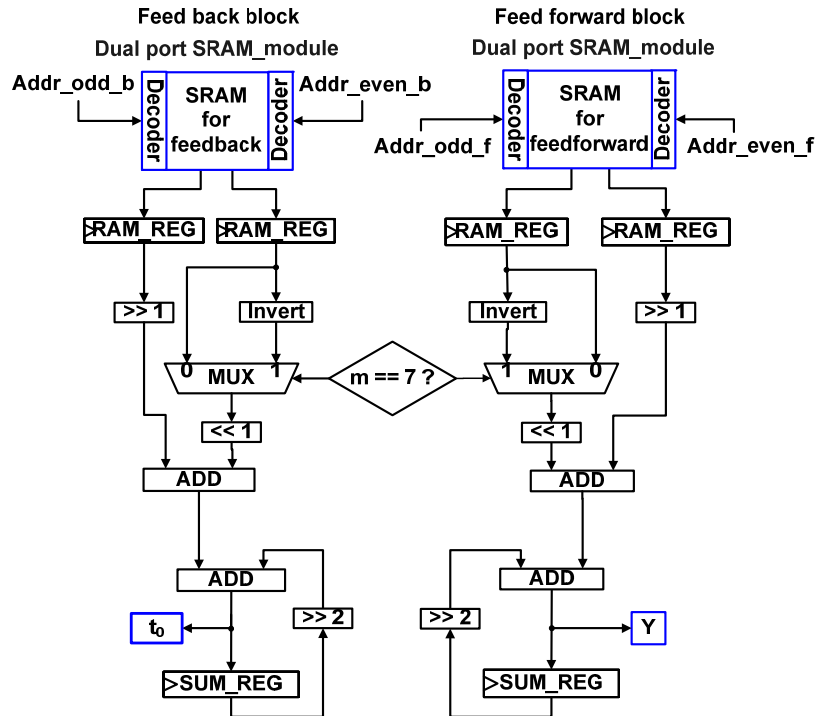 Feed back block
Feed forward block
Dual port SRAM_module
Dual port SRAM_module
Addr_odd_b
Decoder
SRAM
for
feedback
Decoder
Addr_even_b
Addr_odd_f
Decoder
SRAM
for
feedforward
Decoder
Addr_even_f
RAM_REG
RAM_REG
RAM_REG
RAM_REG
>> 1
Invert
Invert
>> 1
0
MUX
1
m == 7 ?
1
MUX
0
<< 1
<< 1
ADD
ADD
ADD
ADD
t₀
>> 2
>> 2
Y
SUM_REG
SUM_REG